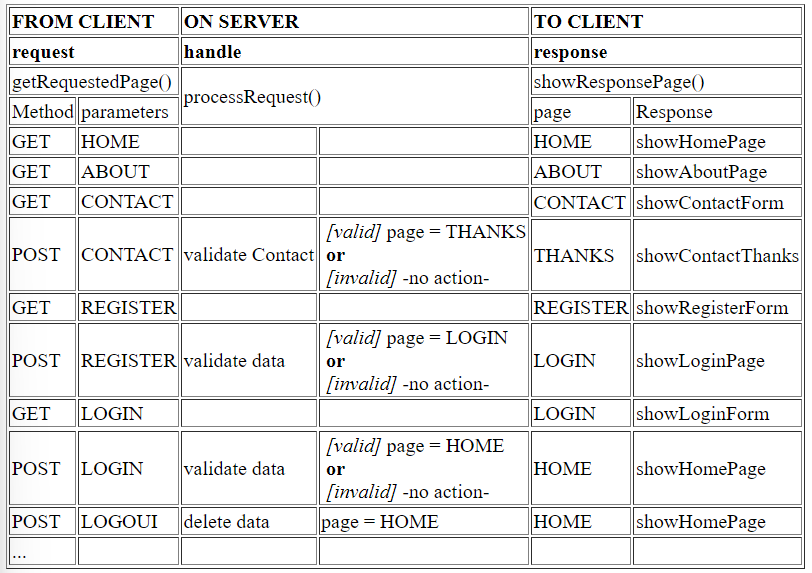 FROM CLIENT ON SERVER TO CLIENT
request handle response
getRequestedPage() processRequest() showResponsePage()
Method parameters page Response
GET HOME HOME showHomePage
GET ABOUT ABOUT showAboutPage
GET CONTACT CONTACT showContactForm
POST CONTACT validate Contact [valid] page = THANKS
or
[invalid] -no action- THANKS showContactThanks
GET REGISTER REGISTER showRegisterForm
POST REGISTER validate data [valid] page = LOGIN
or
[invalid] -no action- LOGIN showLoginPage
GET LOGIN LOGIN showLoginForm
POST LOGIN validate data [valid] page = HOME
or
[invalid] -no action- HOME showHomePage
POST LOGOUI delete data page = HOME HOME showHomePage
...